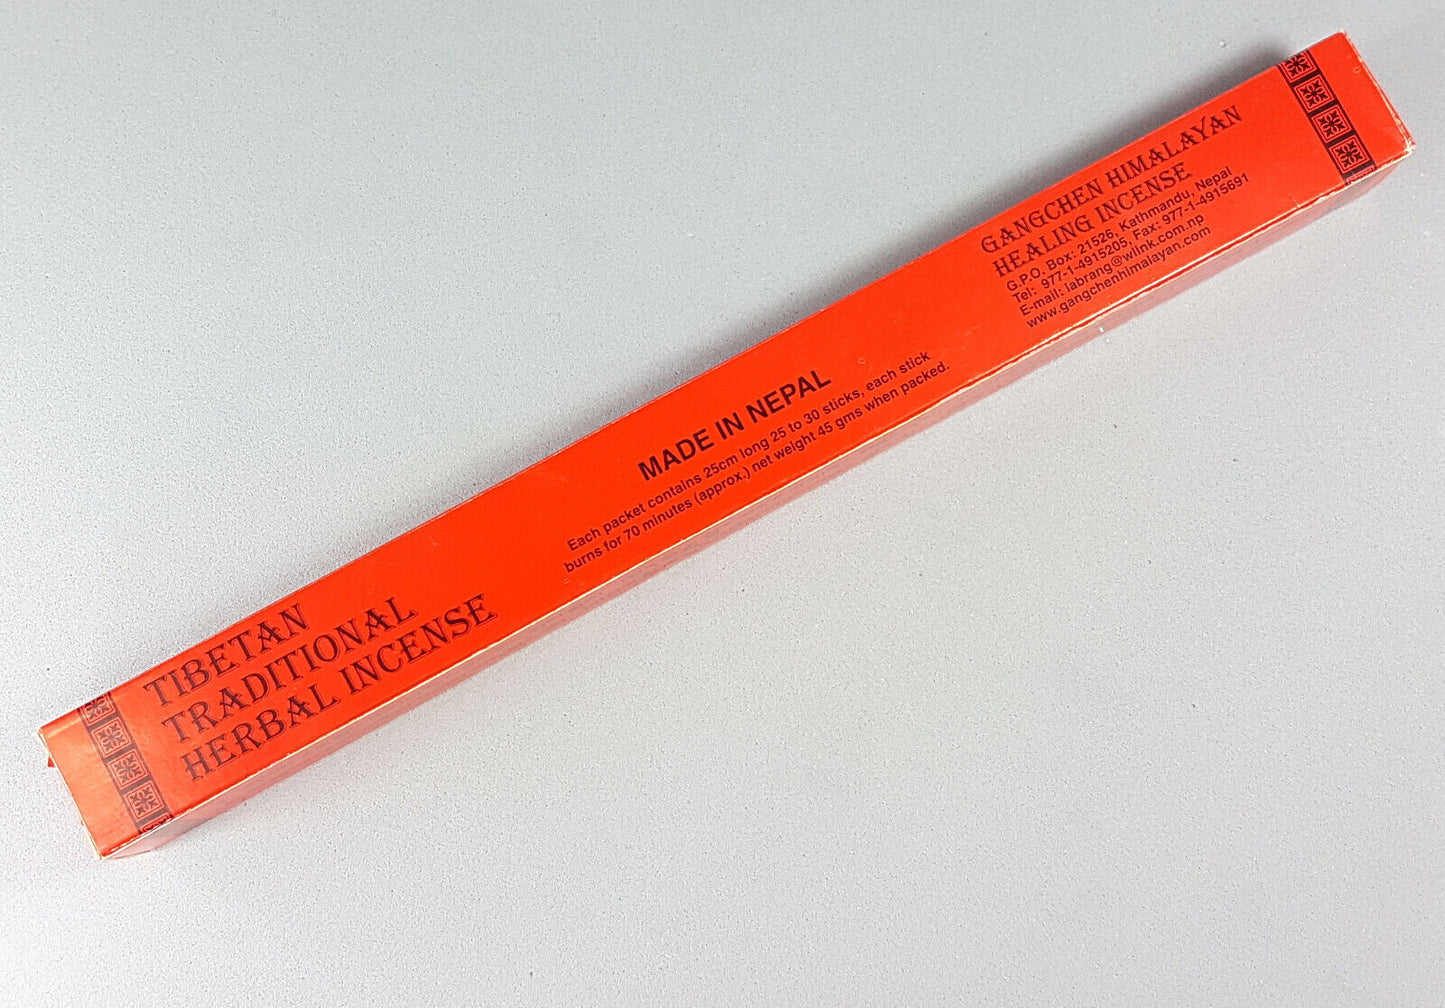 TIBETAN
TRADITIONAL
HERBAL INCENSE
MADE IN NEPAL
Each packet contains 25cm long 25 to 30 sticks, each stick
burns for 70 minutes (approx.) net weight 45 gms when packed.
GANGCHEN HIMALAYAN
HEALING INCENSE
G.P.O. Box: 21526, Kathmandu, Nepal
Tel: 977-1-4915205, Fax: 977-1-4915691
E-mail: labrang@wlink.com.np
www.gangchenhimalayan.com